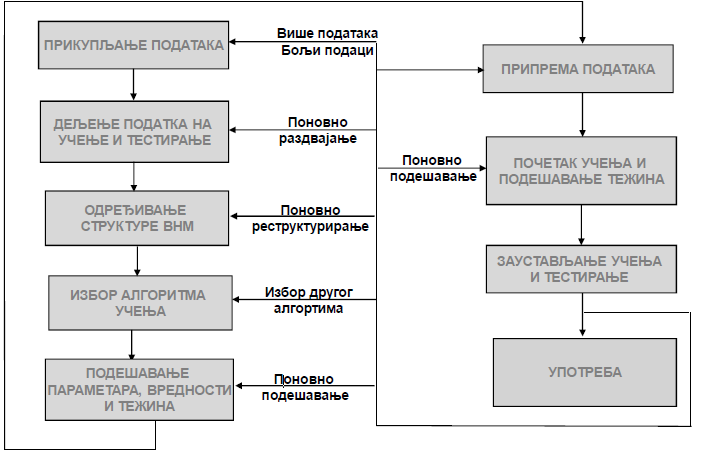 ПРИКУПЉАЊЕ ПОДАТАКА
Више података
Бољи подаци
ПРИПРЕМА ПОДАТАКА
ДЕЉЕЊЕ ПОДАТКА НА
УЧЕЊЕ И ТЕСТИРАЊЕ
Поновно
раздвајање
Поновно
подешавање
ПОЧЕТАК УЧЕЊА И
ПОДЕШАВАЊЕ ТЕЖИНА
ОДРЕЂИВАЊЕ
СТРУКТУРЕ ВНМ
Поновно
реструктурирање
ЗАУСТАВЉАЊЕ УЧЕЊА
И ТЕСТИРАЊЕ
ИЗБОР АЛГОРИТМА
УЧЕЊА
Избор другог
алгортима
ПОДЕШАВАЊЕ
ПАРАМЕТАРА, ВРЕДНОСТИ
И ТЕЖИНА
Поновно
подешавање
УПОТРЕБА